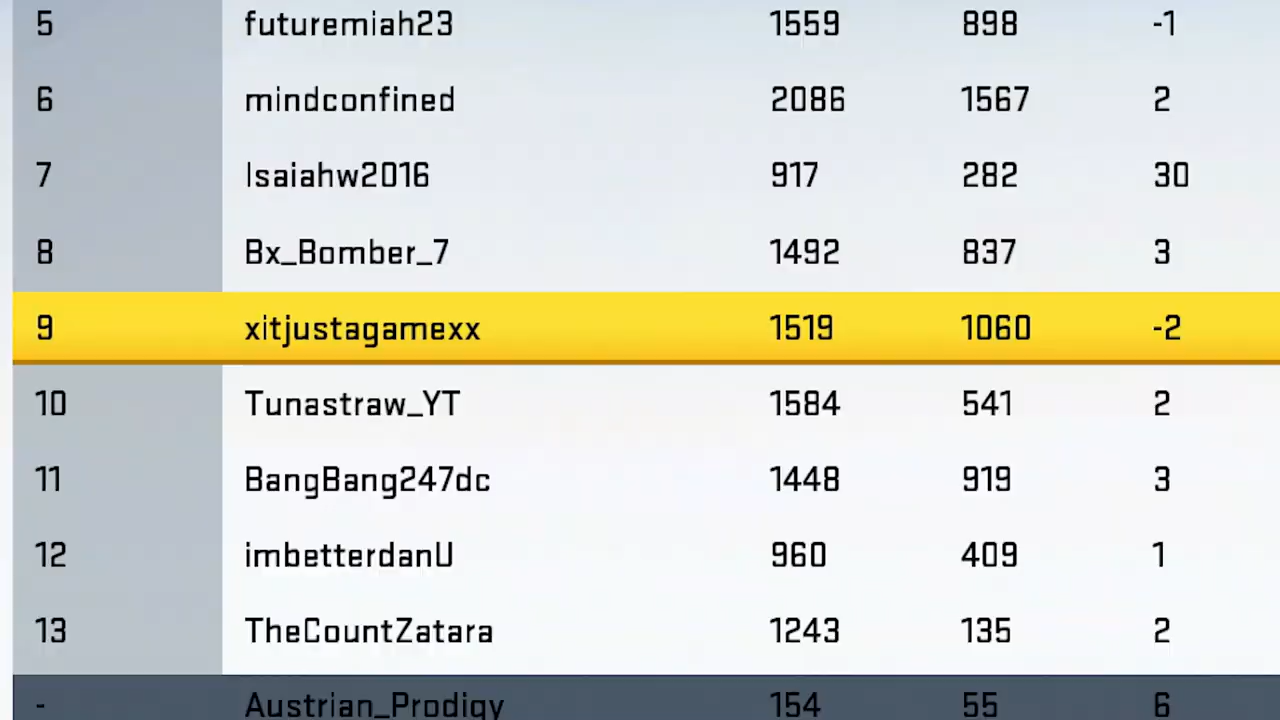 5 futuremiah23 1559 898 -1
6 mindconfined 2086 1567 2
7 Isaiahw2016 917 282 30
8 Bx_Bomber_7 1492 837 3
9 xitjustagamexx 1519 1060 -2
10 Tunastraw_YT 1584 541 2
11 BangBang247dc 1448 919 3
12 imbetterdanU 960 409 1
13 TheCountZatara 1243 135 2
- Austrian_Prodigy 154 55 6